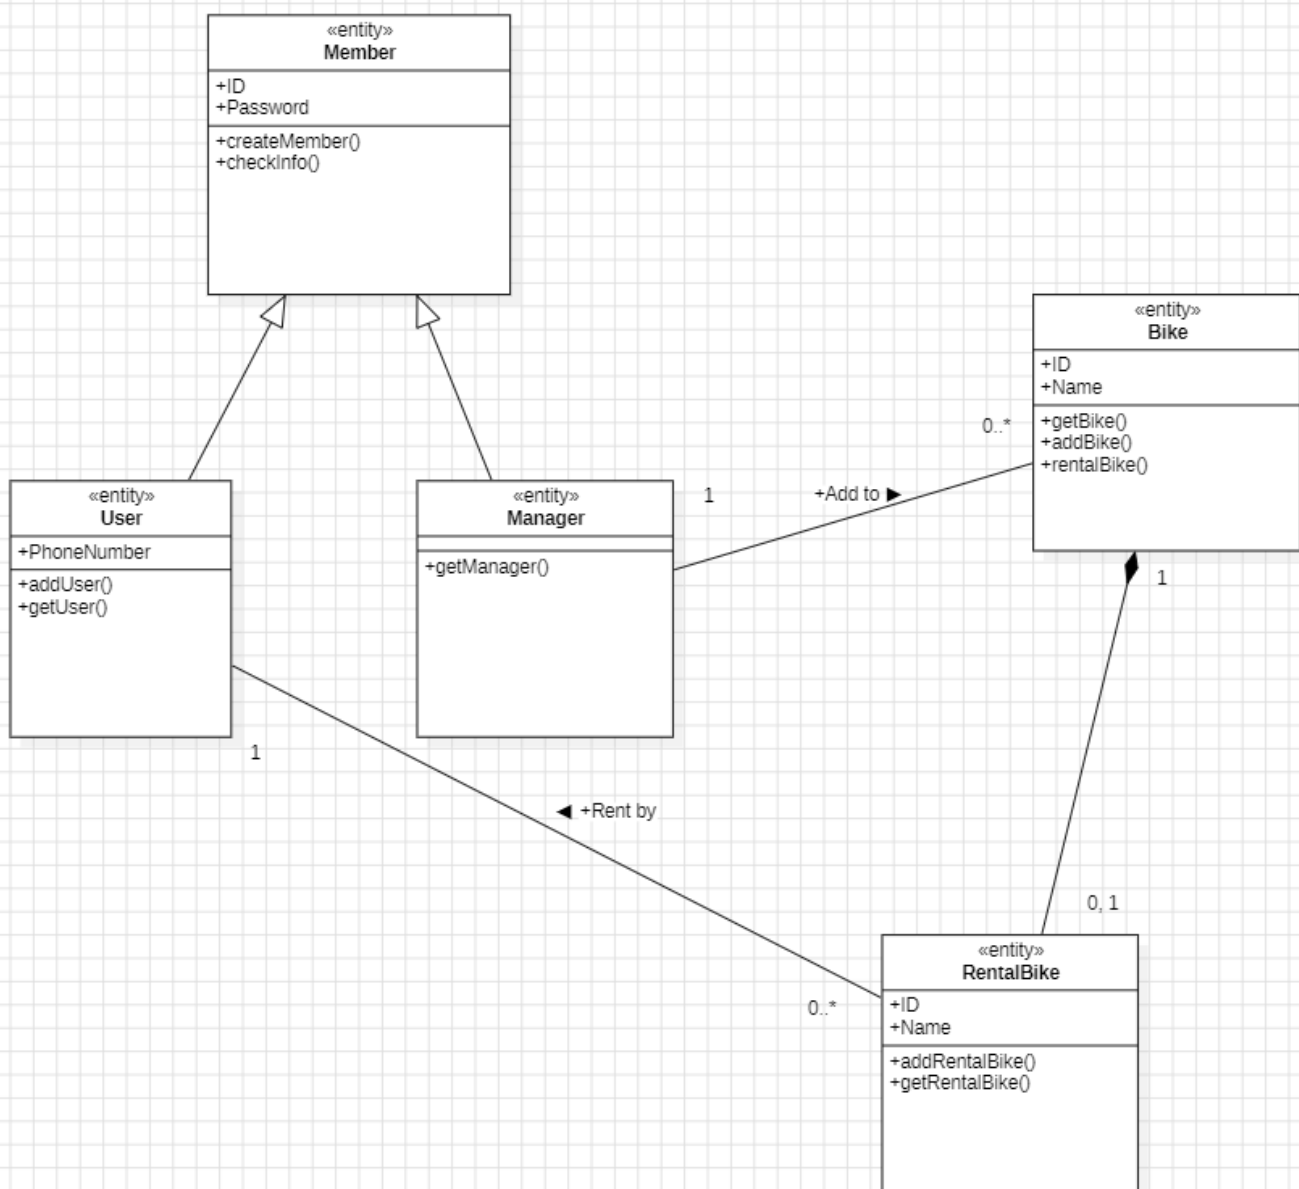 «entity»
Member
+ID
+Password
+createMember()
+checkInfo()
«entity»
Bike
+ID
+Name
+getBike()
+addBike()
+rentalBike()
0..*
1
+Add to ►
«entity»
User
+PhoneNumber
+addUser()
+getUser()
«entity»
Manager
+getManager()
1
1
◄ +Rent by
0, 1
0..*
«entity»
RentalBike
+ID
+Name
+addRentalBike()
+getRentalBike()